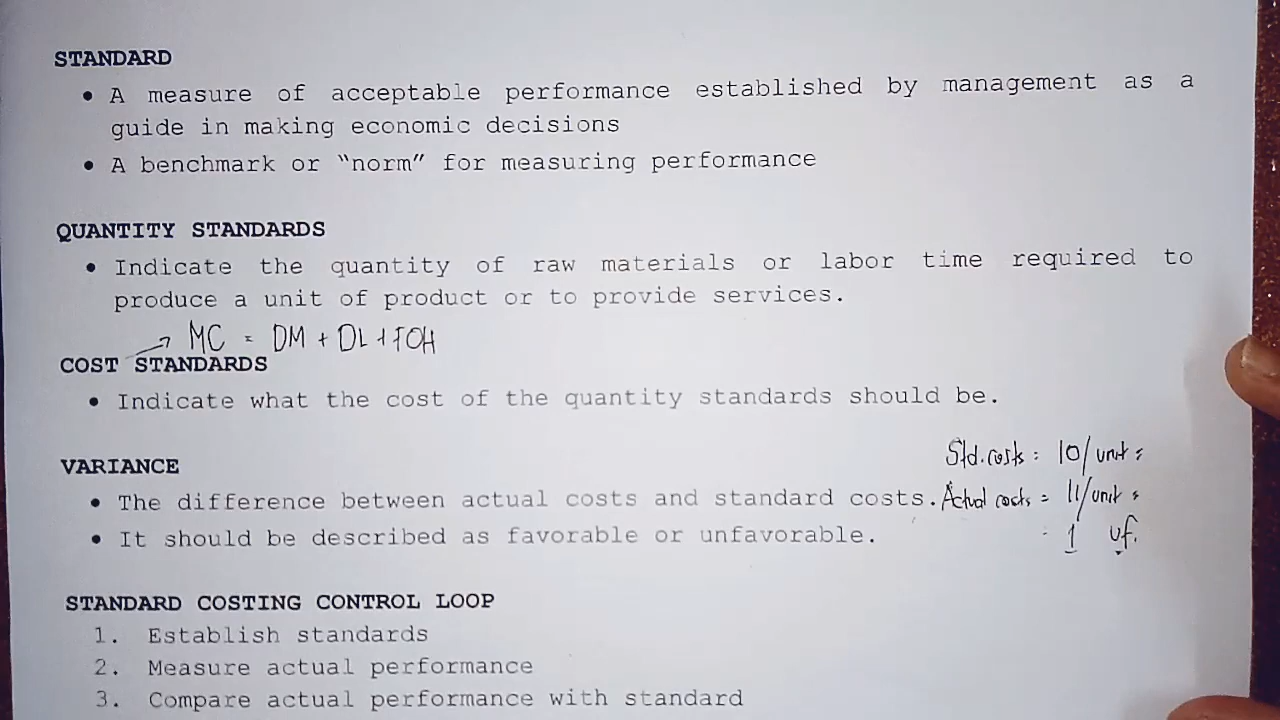 STANDARD
• A measure of acceptable performance established by management as a
guide in making economic decisions
• A benchmark or “norm” for measuring performance
QUANTITY STANDARDS
• Indicate the quantity of raw materials or labor time required to
produce a unit of product or to provide services.
→ MC = DM + DL + FOH
COST STANDARDS
• Indicate what the cost of the quantity standards should be.
VARIANCE
Std. costs = 10/unit
• The difference between actual costs and standard costs. Actual costs = 11/unit
• It should be described as favorable or unfavorable. 1 uf.
STANDARD COSTING CONTROL LOOP
1. Establish standards
2. Measure actual performance
3. Compare actual performance with standard